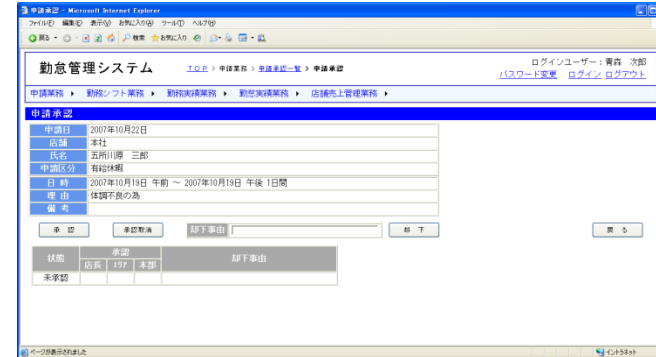 申請承認 - Microsoft Internet Explorer
ファイル(F) 編集(E) 表示(V) お気に入り(A) ツール(T) ヘルプ(H)
戻る 検索 お気に入り
勤怠管理システム
TOP > 申請業務 > 申請承認一覧 > 申請承認
ログインユーザー：青森 次郎
パスワード変更 ログイン ログアウト
申請業務 勤務シフト業務 勤務実績業務 勤怠実績業務 店舗売上管理業務
申請承認
申請日 2007年10月22日
店舗 本社
氏名 五所川原 三郎
申請区分 有給休暇
日 時 2007年10月19日 午前 ～ 2007年10月19日 午後 1日間
理 由 体調不良の為
備 考
承 認 承認取消 却下事由 却 下 戻 る
状態 承認 却下事由
店長 エリア 本部
未承認
ページが表示されました イントラネット